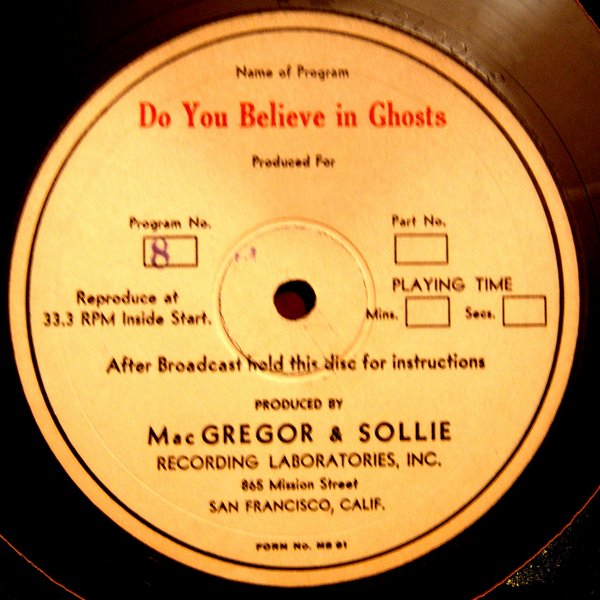 Name of Program
Do You Believe in Ghosts
Produced For
Program No.
8
Part No.
Reproduce at
33.3 RPM Inside Start.
PLAYING TIME
Mins.
Secs.
After Broadcast hold this disc for instructions
PRODUCED BY
MacGREGOR & SOLLIE
RECORDING LABORATORIES, INC.
865 Mission Street
SAN FRANCISCO, CALIF.
FORM No. MS 21